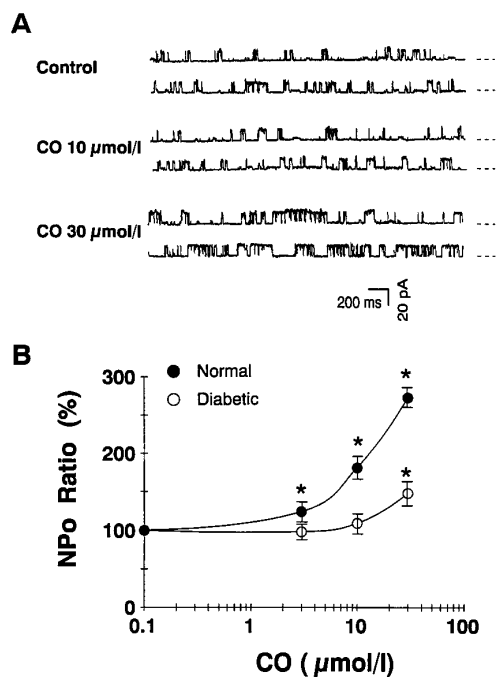 A
Control
CO 10 µmol/l
CO 30 µmol/l
200 ms
20 pA
B
Normal
Diabetic
*
*
*
*
300
200
100
0
NPo Ratio (%)
0.1
1
10
100
CO ( µmol/l)